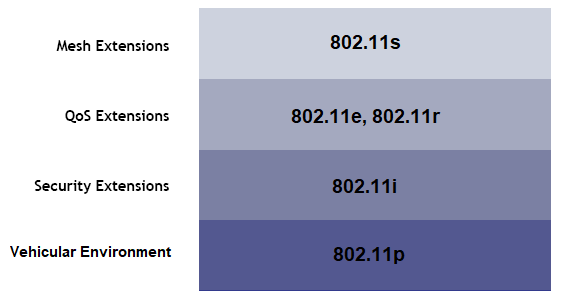 Mesh Extensions 802.11s
QoS Extensions 802.11e, 802.11r
Security Extensions 802.11i
Vehicular Environment 802.11p